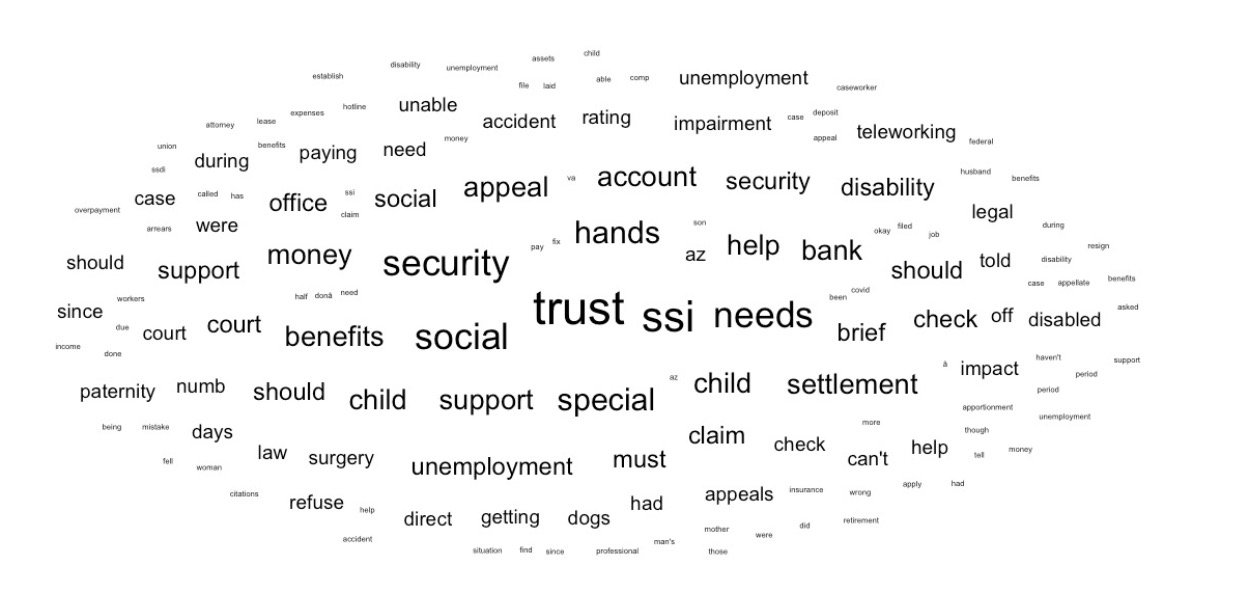 child
assets
disability unemployment
establish able comp unemployment
file laid caseworker
hotline unable
expenses accident rating impairment case deposit
attorney lease appeal teleworking
union benefits paying need money federal
during
ssdi called has ssi va account security disability husband benefits
case office social appeal
overpayment claim legal
arrears were son okay filed job during
hands
money security pay fix az help bank told resign
should support should disability
workers half donâ need been covid case appellate benefits
since trust ssi needs check off disabled asked
due court court benefits social brief
income done
az â impact haven't support
paternity numb should child support special child settlement period
period
being mistake days claim more apportionment unemployment
though
fell law surgery unemployment must check can't help tell money
woman
citations refuse help had appeals insurance wrong apply had
direct getting dogs
accident mother were did retirement
situation find since professional man's those